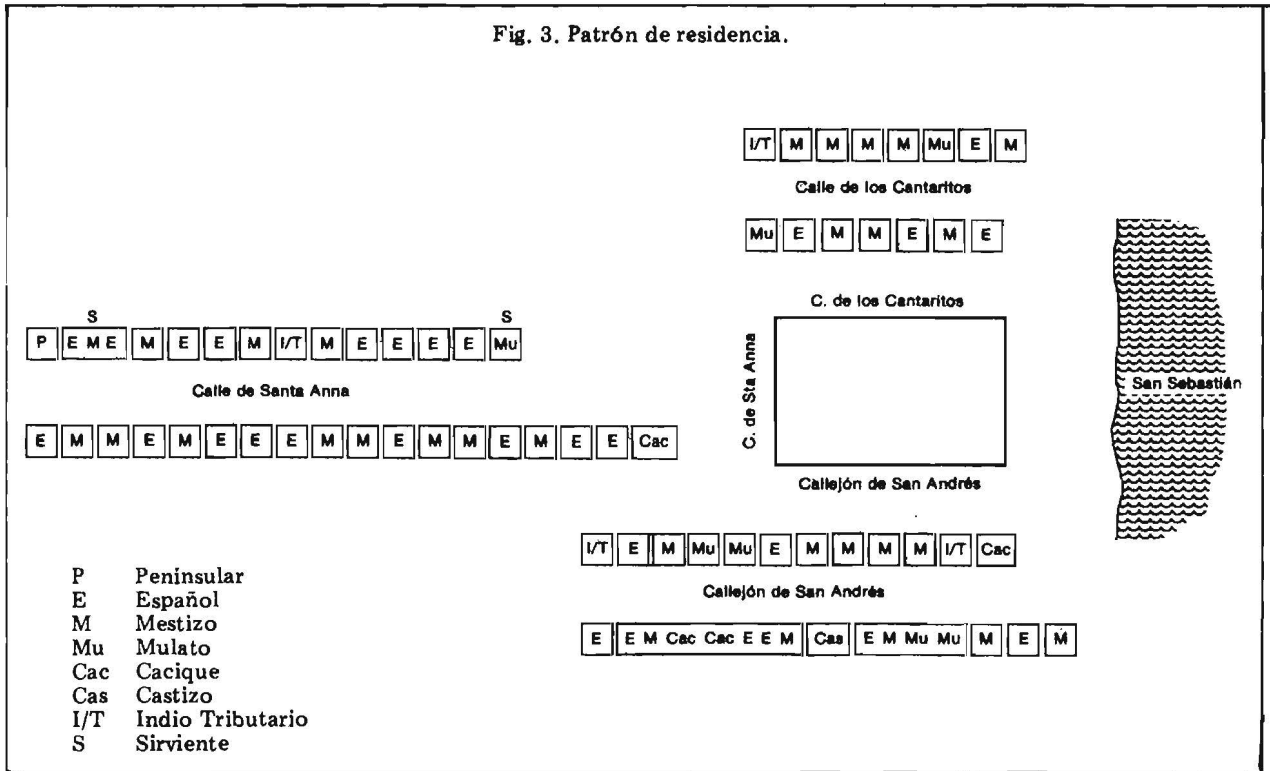 Fig. 3. Patrón de residencia.
I/T M M M M Mu E M
Calle de los Cantaritos
Mu E M M E M E
C. de los Cantaritos
C. de Sta Anna
San Sebastián
Callejón de San Andrés
S S
P E M E M E E M I/T M E E E E Mu
Calle de Santa Anna
E M M E M E E E M M E M M E M E E Cac
I/T E M Mu Mu E M M M M I/T Cac
Callejón de San Andrés
E E M Cac Cac E E M Cas E M Mu Mu M E M
P Peninsular
E Español
M Mestizo
Mu Mulato
Cac Cacique
Cas Castizo
I/T Indio Tributario
S Sirviente